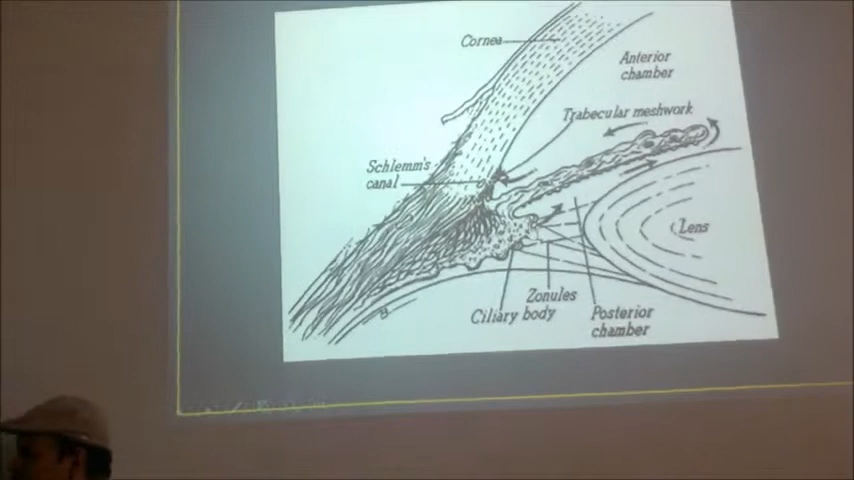 Cornea
Anterior
chamber
Trabecular meshwork
Schlemm's
canal
Lens
Zonules
Ciliary body
Posterior
chamber